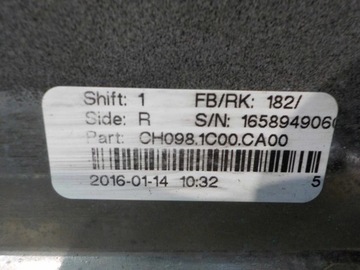 Shift: 1 FB/RK: 182/
Side: R S/N: 165894906
Part: CH098.1C00.CA00
2016-01-14 10:32 5